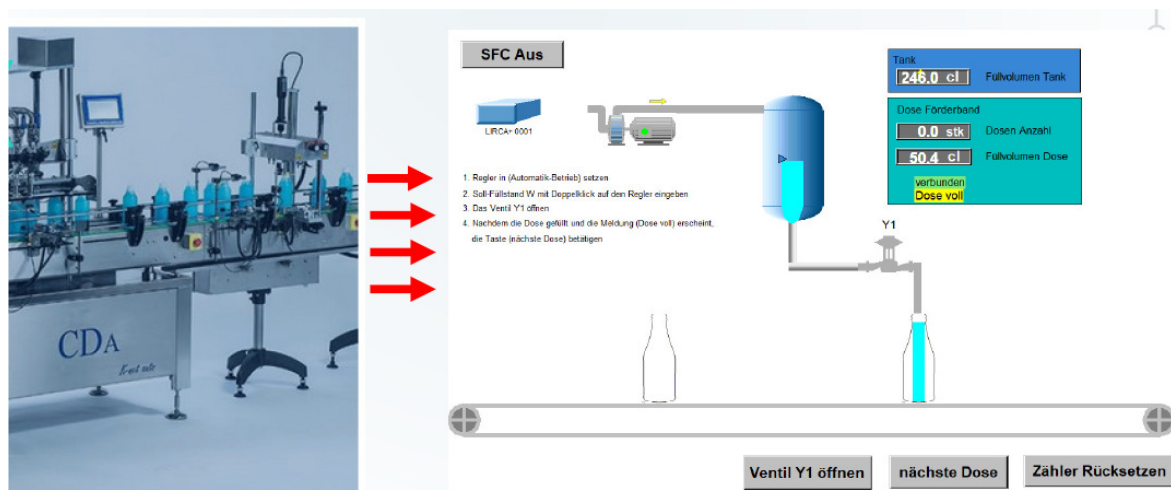 SFC Aus
LIRCA+ 0001
Tank
246.0 cl Füllvolumen Tank
Dose Förderband
0.0 stk Dosen Anzahl
50.4 cl Füllvolumen Dose
verbunden
Dose voll
1. Regler in (Automatik-Betrieb) setzen
2. Soll-Füllstand W mit Doppelklick auf den Regler eingeben
3. Das Ventil Y1 öffnen
4. Nachdem die Dose gefüllt und die Meldung (Dose voll) erscheint,
die Taste (nächste Dose) betätigen
Y1
CDA
Ventil Y1 öffnen
nächste Dose
Zähler Rücksetzen